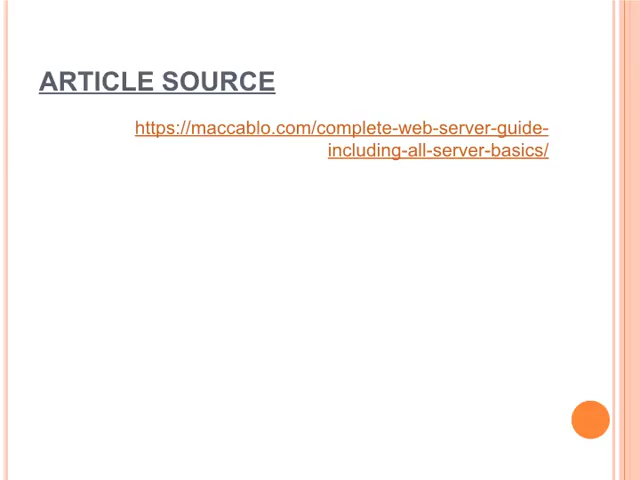 ARTICLE SOURCE
https://maccablo.com/complete-web-server-guide-
including-all-server-basics/